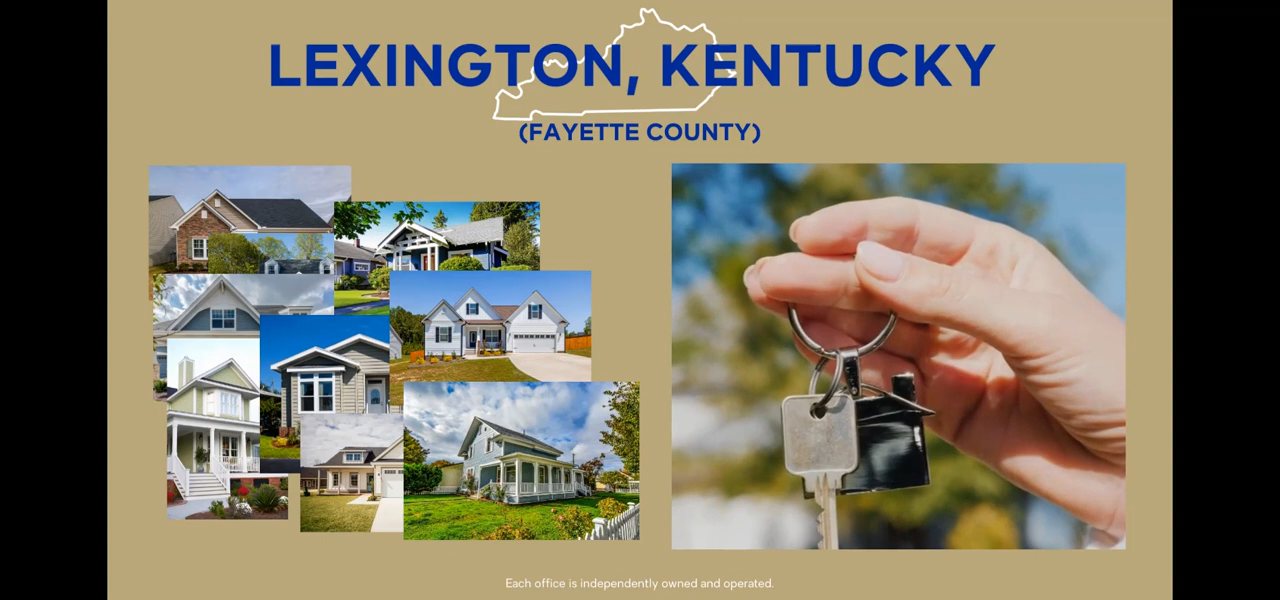 LEXINGTON, KENTUCKY
(FAYETTE COUNTY)
Each office is independently owned and operated.